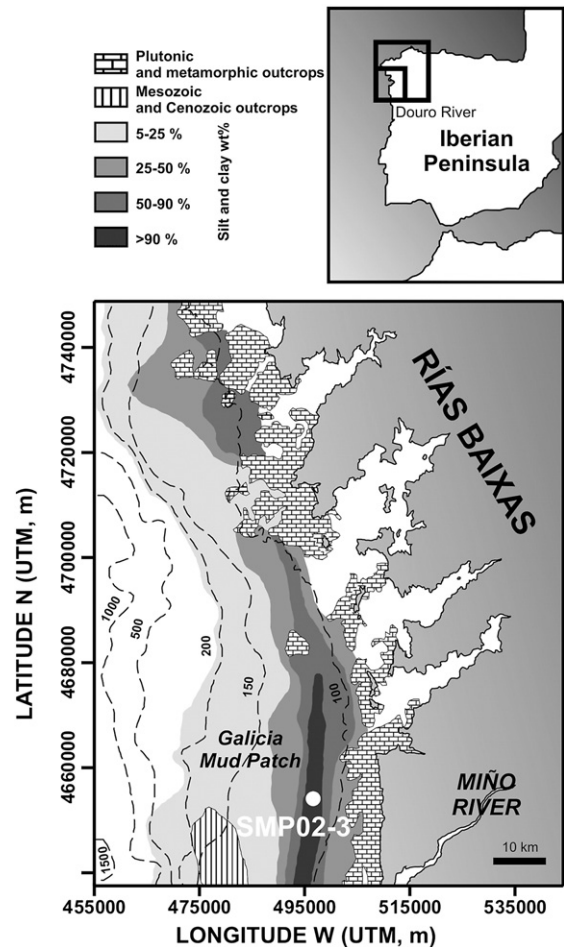 Plutonic
and metamorphic outcrops
Mesozoic
and Cenozoic outcrops
5-25 %
25-50 %
50-90 %
>90 %
Silt and clay wt%
Douro River
Iberian
Peninsula
4740000
4720000
4700000
4680000
4660000
LATITUDE N (UTM, m)
RÍAS BAIXAS
1000
500
200
150
100
1500
Galicia
Mud Patch
SMP02-3
MIÑO
RIVER
10 km
455000
475000
495000
515000
535000
LONGITUDE W (UTM, m)